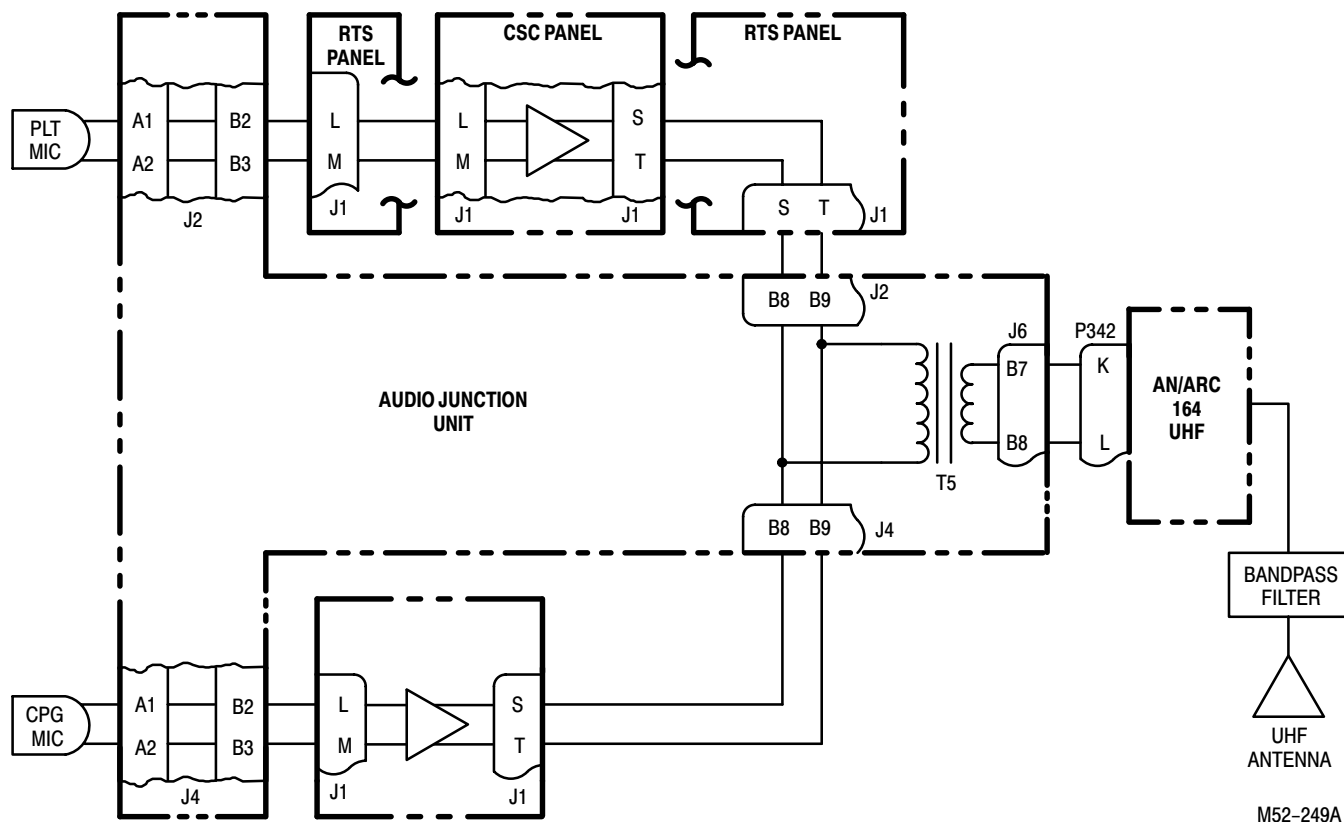 RTS
PANEL
CSC PANEL
RTS PANEL
PLT
MIC
A1
A2
B2
B3
J2
L
M
J1
L
M
J1
S
T
J1
S T
J1
B8 B9
J2
AUDIO JUNCTION
UNIT
T5
J6
B7
B8
P342
K
L
AN/ARC
164
UHF
B8 B9
J4
BANDPASS
FILTER
UHF
ANTENNA
CPG
MIC
A1
A2
B2
B3
J4
L
M
J1
S
T
J1
M52-249A